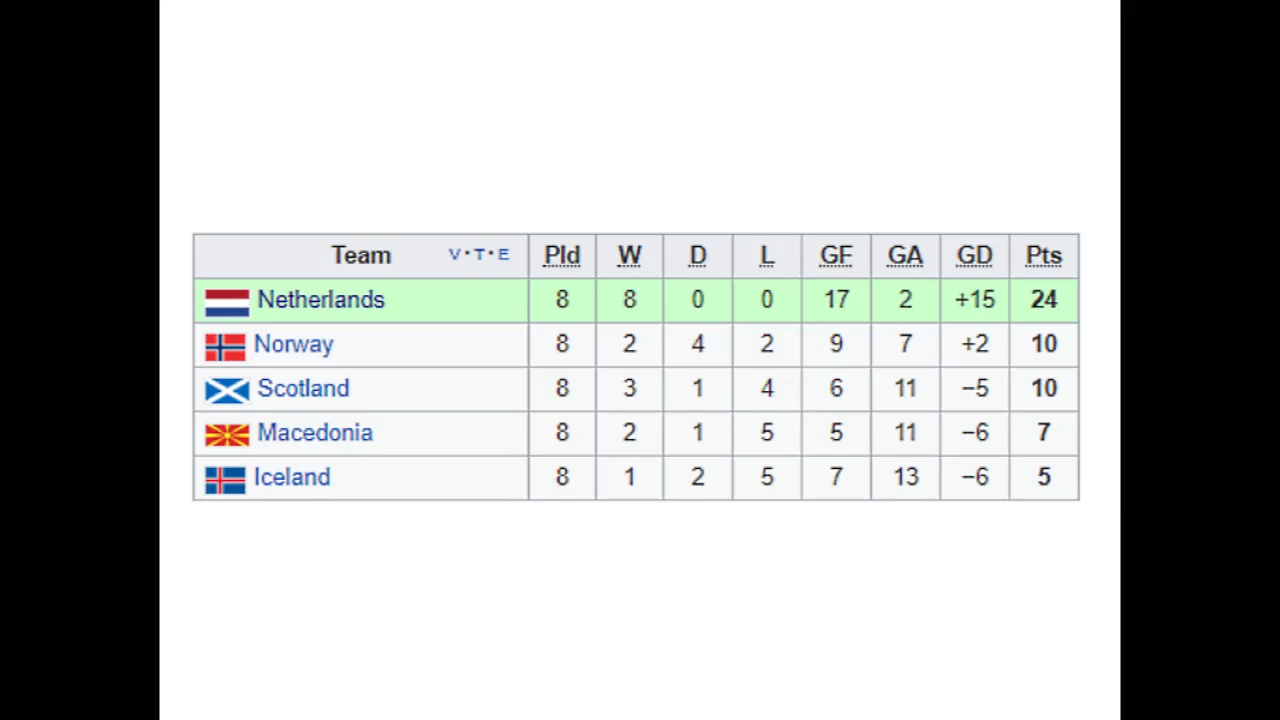 Team V·T·E Pld W D L GF GA GD Pts
Netherlands 8 8 0 0 17 2 +15 24
Norway 8 2 4 2 9 7 +2 10
Scotland 8 3 1 4 6 11 −5 10
Macedonia 8 2 1 5 5 11 −6 7
Iceland 8 1 2 5 7 13 −6 5